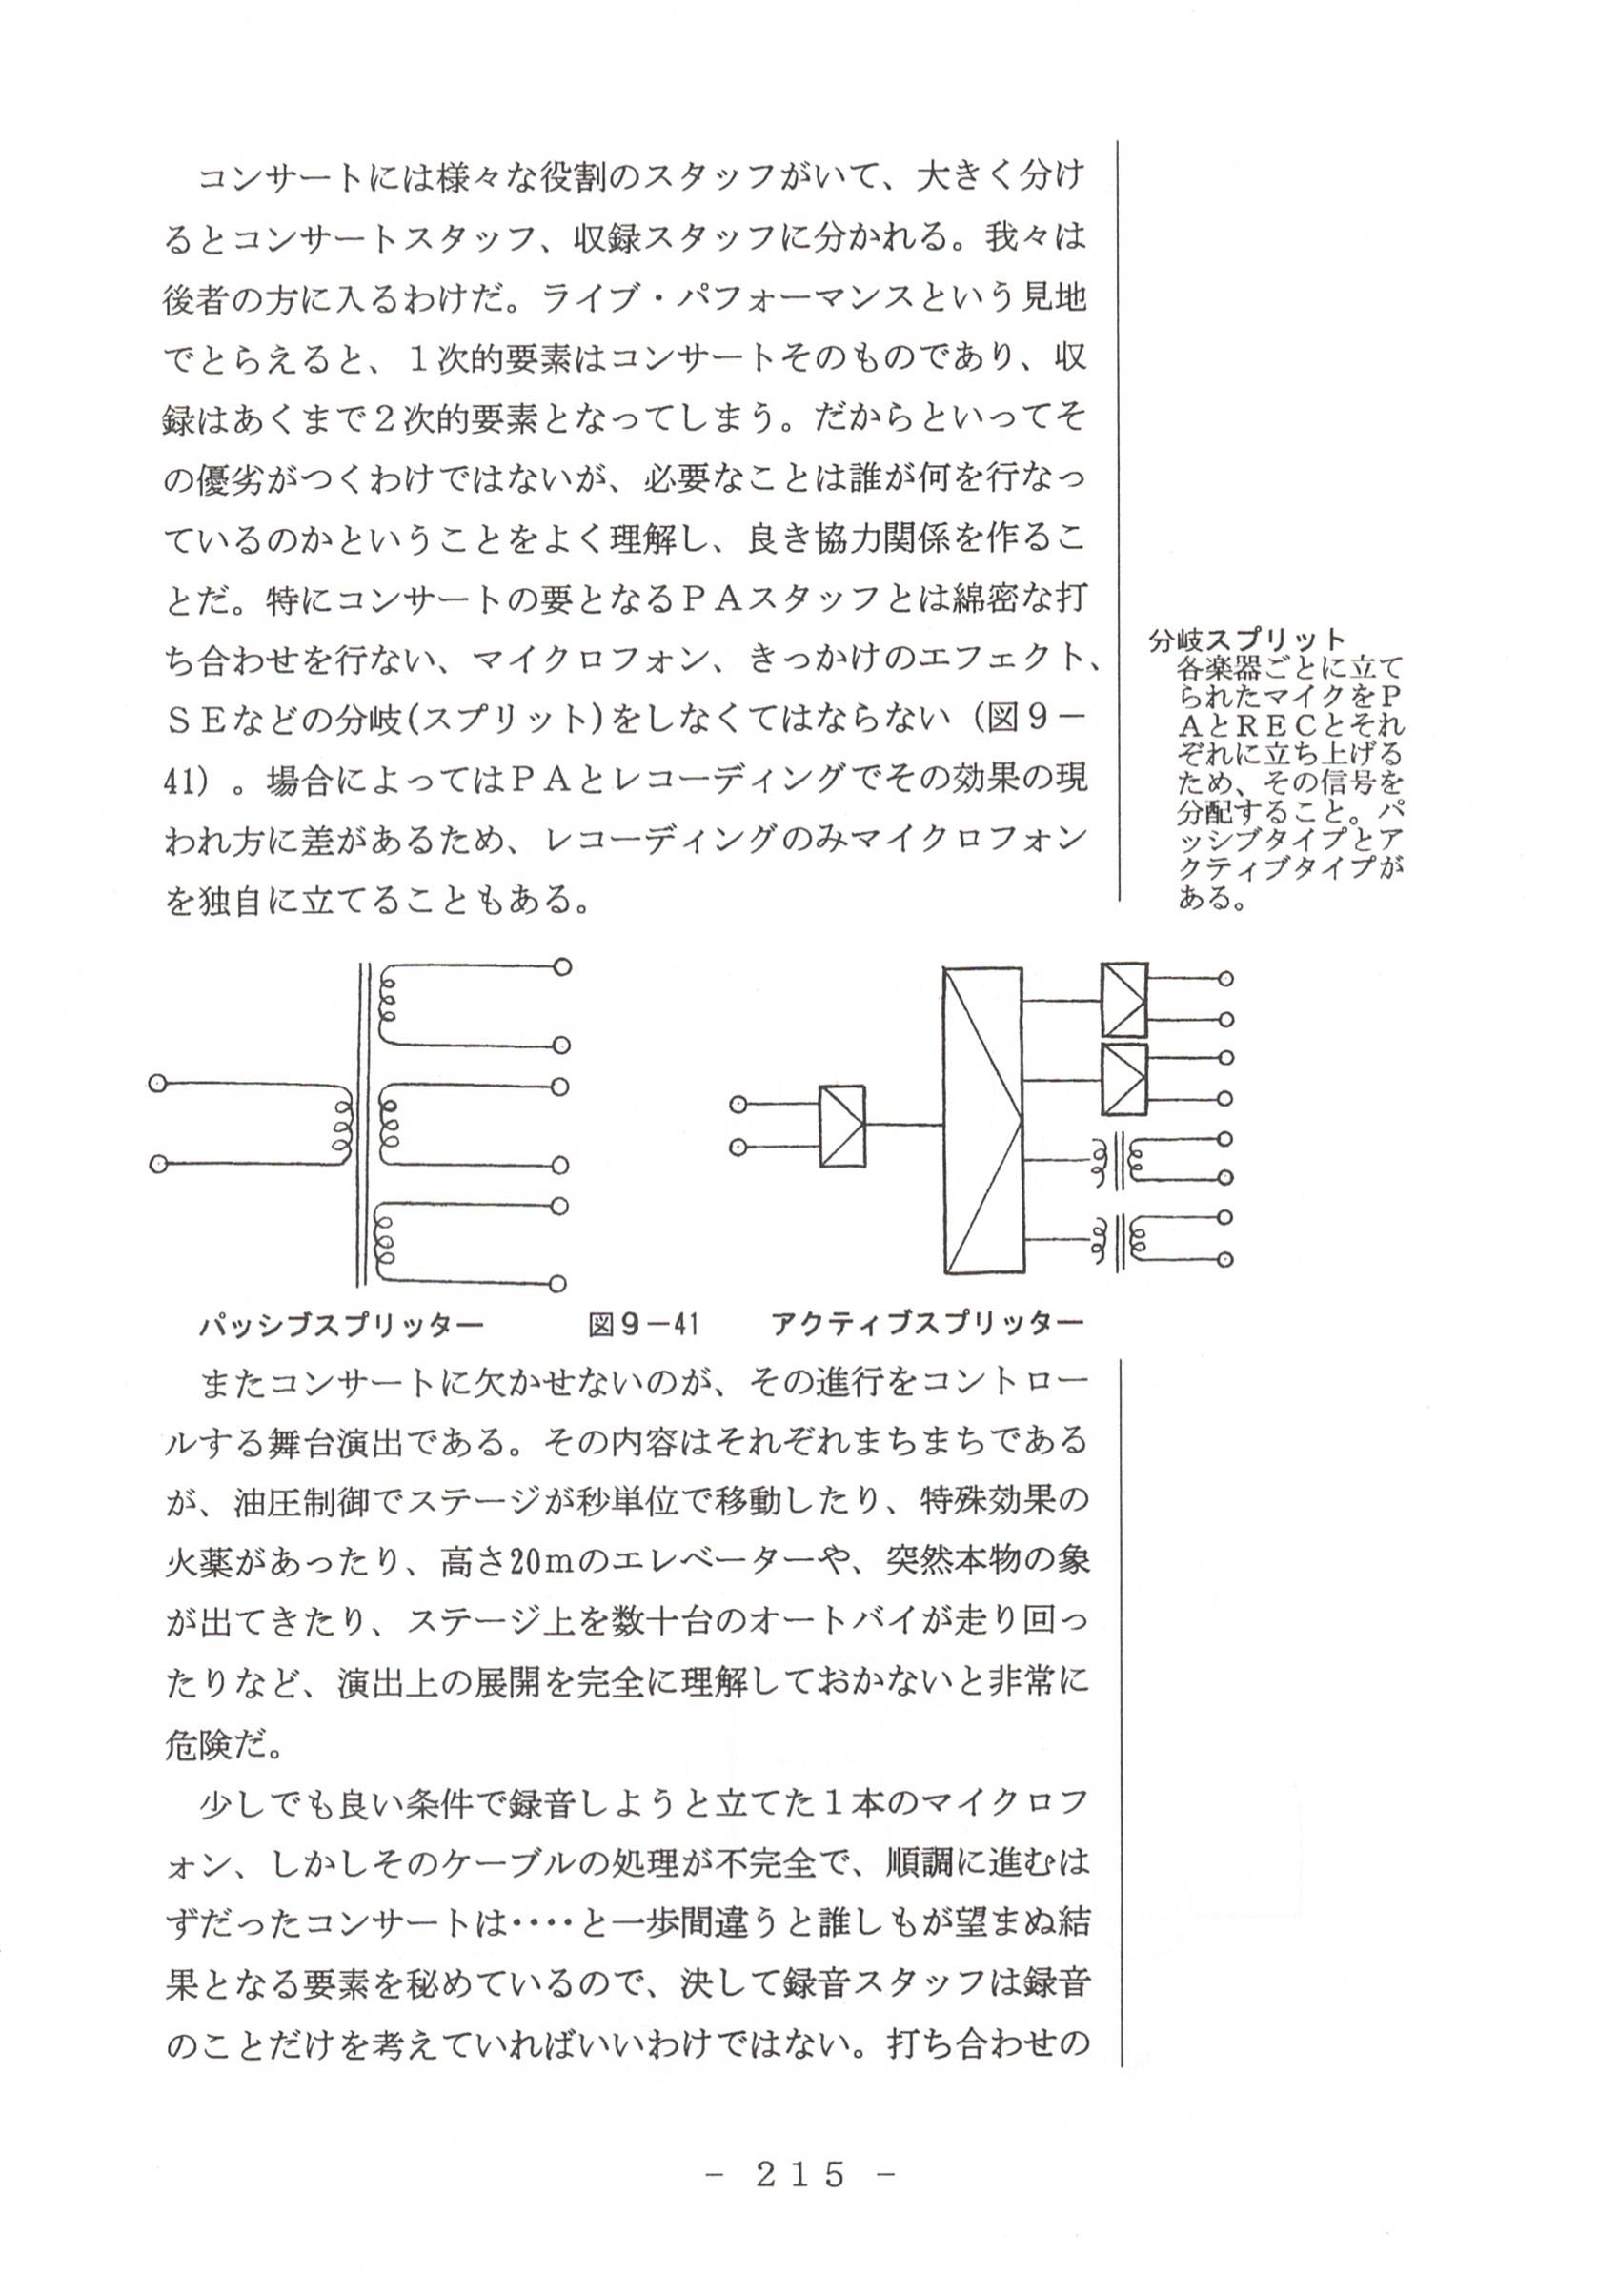 コンサートには様々な役割のスタッフがいて、大きく分け
るとコンサートスタッフ、収録スタッフに分かれる。我々は
後者の方に入るわけだ。ライブ・パフォーマンスという見地
でとらえると、１次的要素はコンサートそのものであり、収
録はあくまで２次的要素となってしまう。だからといってそ
の優劣がつくわけではないが、必要なことは誰が何を行なっ
ているのかということをよく理解し、良き協力関係を作るこ
とだ。特にコンサートの要となるＰＡスタッフとは綿密な打
ち合わせを行ない、マイクロフォン、きっかけのエフェクト、
ＳＥなどの分岐(スプリット)をしなくてはならない（図９－
41）。場合によってはＰＡとレコーディングでその効果の現
われ方に差があるため、レコーディングのみマイクロフォン
を独自に立てることもある。
分岐スプリット
各楽器ごとに立て
られたマイクをＰ
ＡとＲＥＣとそれ
ぞれに立ち上げる
ため、その信号を
分配すること。パ
ッシブタイプとア
クティブタイプが
ある。
パッシブスプリッター 図９－41 アクティブスプリッター
またコンサートに欠かせないのが、その進行をコントロー
ルする舞台演出である。その内容はそれぞれまちまちである
が、油圧制御でステージが秒単位で移動したり、特殊効果の
火薬があったり、高さ20ｍのエレベーターや、突然本物の象
が出てきたり、ステージ上を数十台のオートバイが走り回っ
たりなど、演出上の展開を完全に理解しておかないと非常に
危険だ。
少しでも良い条件で録音しようと立てた１本のマイクロフ
ォン、しかしそのケーブルの処理が不完全で、順調に進むは
ずだったコンサートは････と一歩間違うと誰しもが望まぬ結
果となる要素を秘めているので、決して録音スタッフは録音
のことだけを考えていればいいわけではない。打ち合わせの
－ ２１５ －